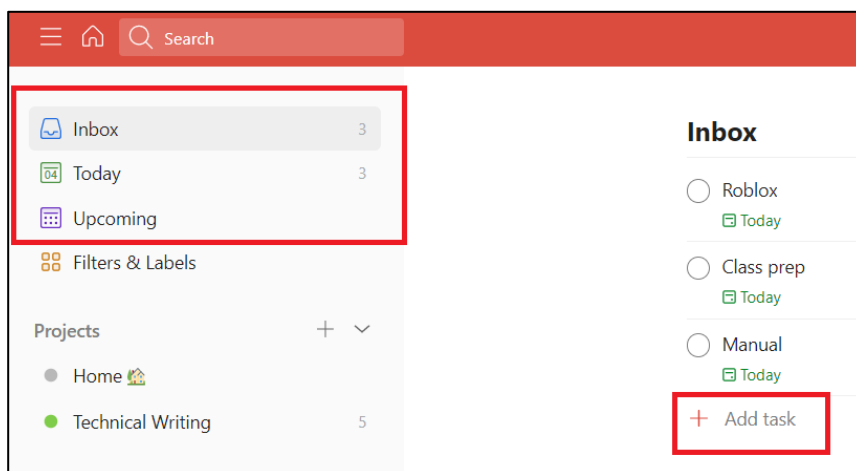 Search
Inbox 3
04 Today 3
Upcoming
Filters & Labels
Projects
Home
Technical Writing 5
Inbox
Roblox
Today
Class prep
Today
Manual
Today
+ Add task